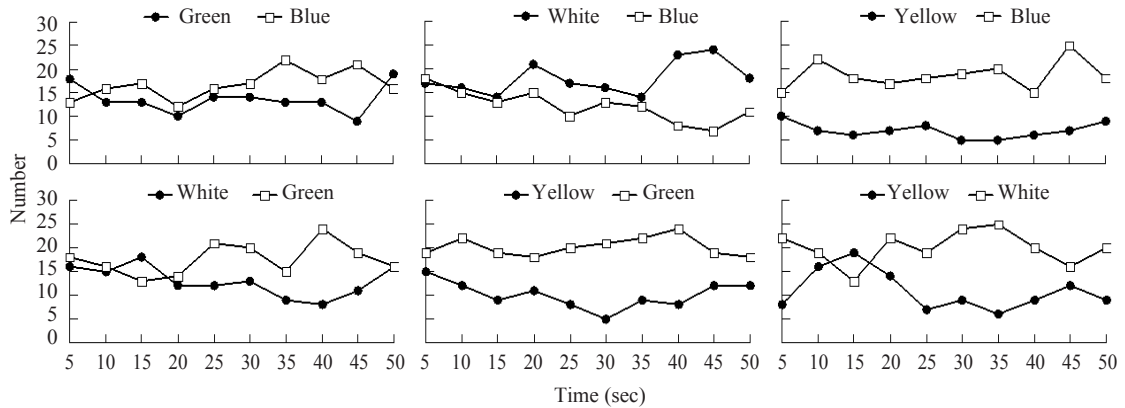 Green Blue
White Blue
Yellow Blue
30
25
20
15
10
5
0
White Green
Yellow Green
Yellow White
30
25
20
15
10
5
0
Number
5 10 15 20 25 30 35 40 45 50
5 10 15 20 25 30 35 40 45 50
5 10 15 20 25 30 35 40 45 50
Time (sec)